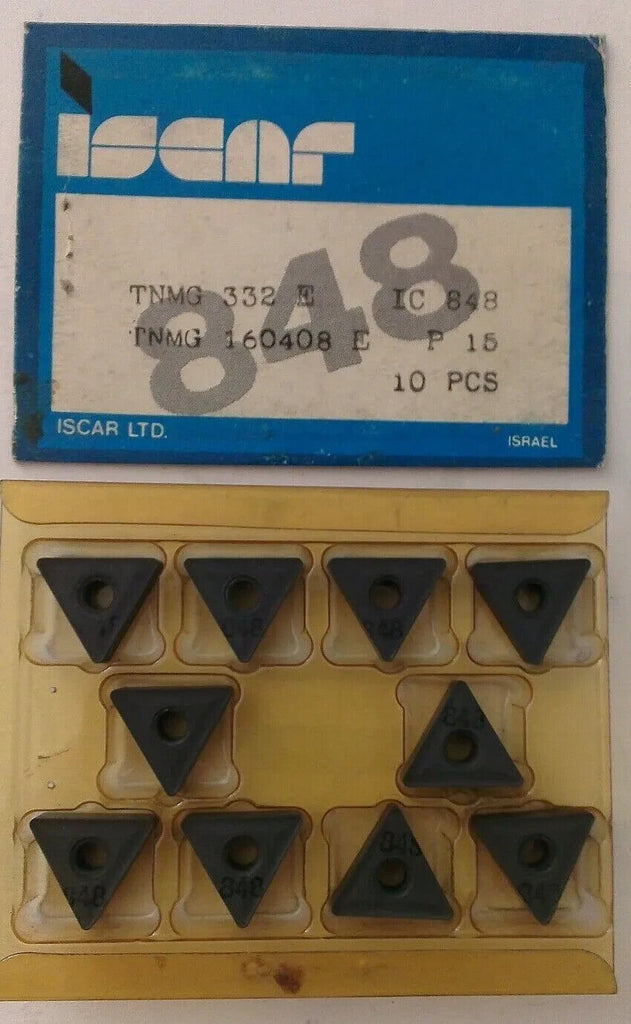 iscar
848
TNMG 332 E IC 848
TNMG 160408 E P 15
10 PCS
ISCAR LTD.
ISRAEL
848
848
848
848